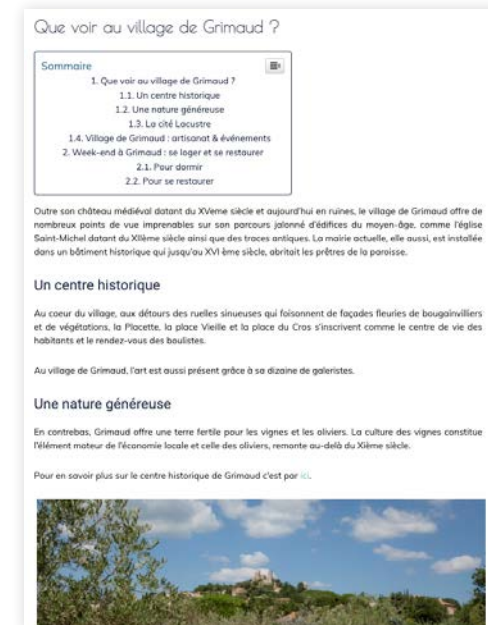 Que voir au village de Grimaud ?
Sommaire
1. Que voir au village de Grimaud ?
1.1. Un centre historique
1.2. Une nature généreuse
1.3. La cité Lacustre
1.4. Village de Grimaud : artisanat & événements
2. Week-end à Grimaud : se loger et se restaurer
2.1. Pour dormir
2.2. Pour se restaurer
Outre son château médiéval datant du XVeme siècle et aujourd'hui en ruines, le village de Grimaud offre de
nombreux points de vue imprenables sur son parcours jalonné d'édifices du moyen-âge, comme l'église
Saint-Michel datant du XIIème siècle ainsi que des traces antiques. La mairie actuelle, elle aussi, est installée
dans un bâtiment historique qui jusqu'au XVI ème siècle, abritait les prêtres de la paroisse.
Un centre historique
Au coeur du village, aux détours des ruelles sinueuses qui foisonnent de façades fleuries de bougainvilliers
et de végétations, la Placette, la place Vieille et la place du Cros s'inscrivent comme le centre de vie des
habitants et le rendez-vous des boulistes.
Au village de Grimaud, l'art est aussi présent grâce à sa dizaine de galeristes.
Une nature généreuse
En contrebas, Grimaud offre une terre fertile pour les vignes et les oliviers. La culture des vignes constitue
l'élément moteur de l'économie locale et celle des oliviers, remonte au-delà du XIème siècle.
Pour en savoir plus sur le centre historique de Grimaud c'est par ici.